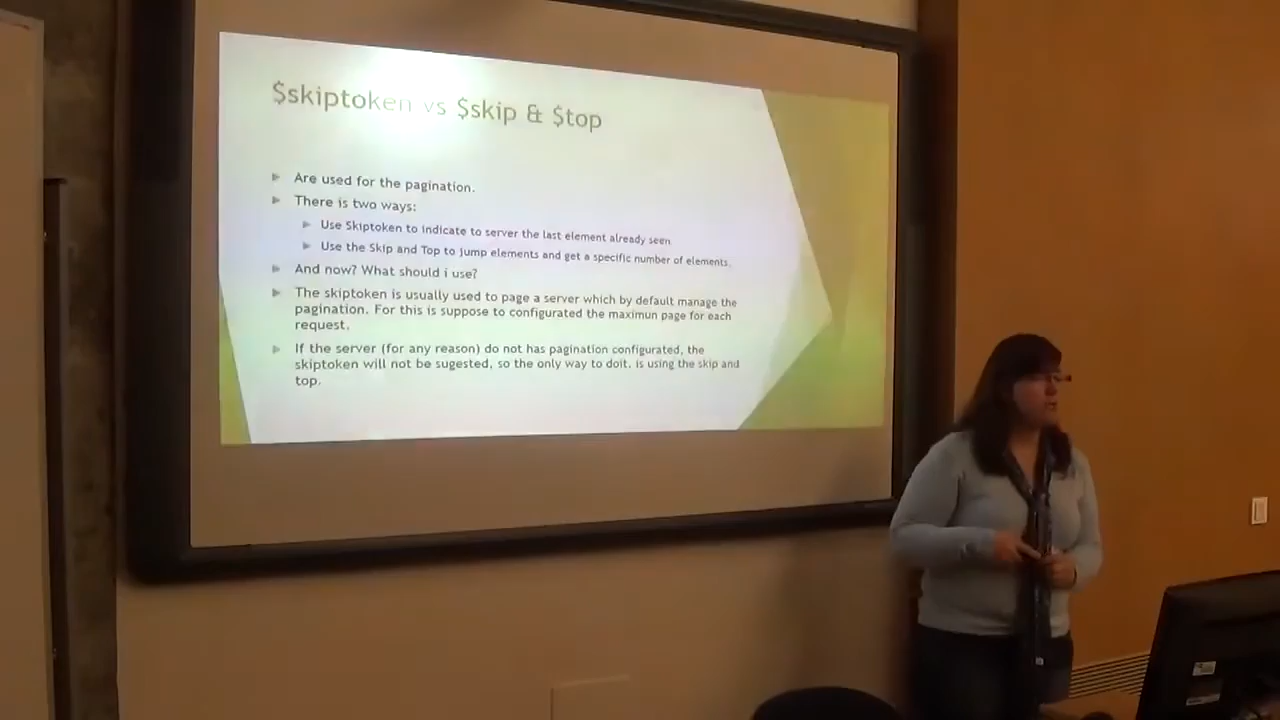 $skiptoken vs $skip & $top
Are used for the pagination.
There is two ways:
Use Skiptoken to indicate to server the last element already seen.
Use the Skip and Top to jump elements and get a specific number of elements.
And now? What should i use?
The skiptoken is usually used to page a server which by default manage the
pagination. For this is suppose to configurated the maximun page for each
request.
If the server (for any reason) do not has pagination configurated, the
skiptoken will not be sugested, so the only way to doit. is using the skip and
top.